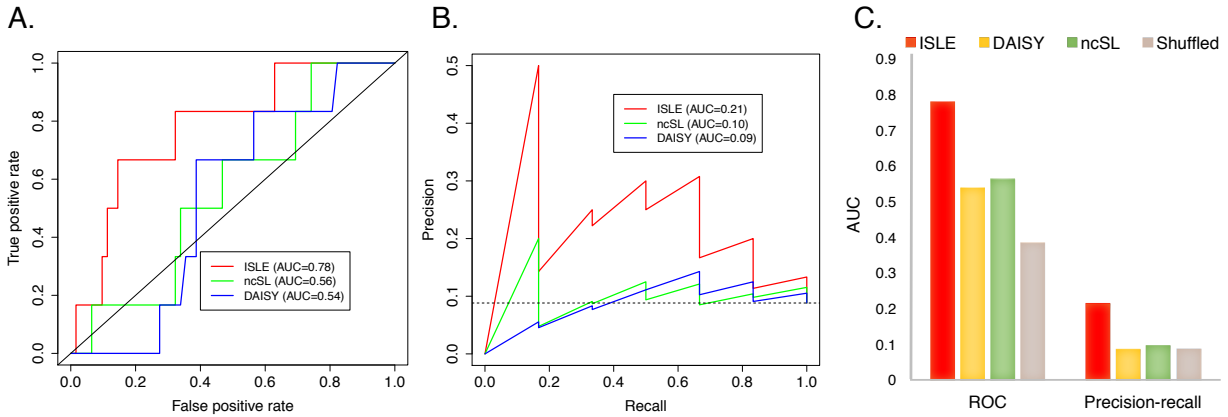 A.
True positive rate
1.0
0.8
0.6
0.4
0.2
0.0
ISLE (AUC=0.78)
ncSL (AUC=0.56)
DAISY (AUC=0.54)
0.0 0.2 0.4 0.6 0.8 1.0
False positive rate
B.
Precision
0.5
0.4
0.3
0.2
0.1
0.0
ISLE (AUC=0.21)
ncSL (AUC=0.10)
DAISY (AUC=0.09)
0.0 0.2 0.4 0.6 0.8 1.0
Recall
C.
ISLE DAISY ncSL Shuffled
AUC
0.9
0.8
0.7
0.6
0.5
0.4
0.3
0.2
0.1
0
ROC Precision-recall